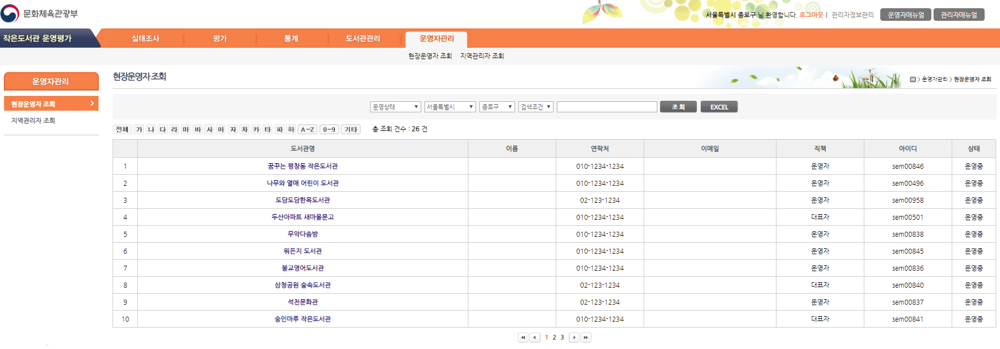 문화체육관광부
서울특별시 종로구 님 환영합니다. 로그아웃 | 관리자정보관리 운영자매뉴얼 관리자매뉴얼
작은도서관 운영평가 실태조사 평가 통계 도서관관리 운영자관리
현장운영자 조회 지역관리자 조회
운영자관리
현장운영자 조회
지역관리자 조회
현장운영자 조회
H > 운영자관리 > 현장운영자 조회
운영상태 ▼ 서울특별시 ▼ 종로구 ▼ 검색조건 ▼ 조 회 EXCEL
전체 가 나 다 라 마 바 사 아 자 차 카 타 파 하 A~Z 0~9 기타 총 조회 건수 : 26 건
도서관명 이름 연락처 이메일 직책 아이디 상태
1 꿈꾸는 평창동 작은도서관 010-1234-1234 운영자 sem00846 운영중
2 나무와 열매 어린이 도서관 010-1234-1234 운영자 sem00496 운영중
3 도담도담한옥도서관 02-123-1234 운영자 sem00958 운영중
4 두산아파트 새마을문고 010-1234-1234 대표자 sem00501 운영중
5 무악다솜방 010-1234-1234 운영자 sem00838 운영중
6 뭐든지 도서관 010-1234-1234 운영자 sem00845 운영중
7 불교영어도서관 010-1234-1234 운영자 sem00836 운영중
8 삼청공원 숲속도서관 02-123-1234 대표자 sem00840 운영중
9 석천문화관 02-123-1234 운영자 sem00837 운영중
10 숭인마루 작은도서관 010-1234-1234 대표자 sem00841 운영중
1 2 3